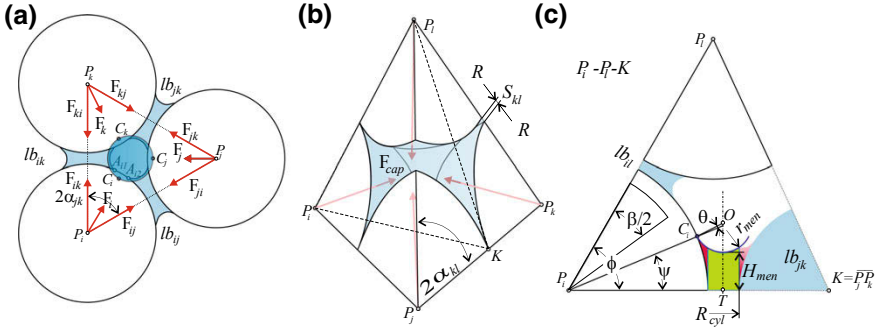 (a)
P_k
F_ki
F_kj
F_k
C_k
lb_jk
lb_ik
A_i1
A_i2
C_j
F_j
F_jk
P_j
F_ji
C_i
F_ik
2α_jk
F_i
F_ij
P_i
lb_ij
(b)
P_l
R
S_kl
R
F_cap
P_i
P_k
K
2α_kl
P_j
(c)
P_i-P_l-K
P_l
lb_il
θ
O
r_men
C_i
β/2
ϕ
ψ
lb_jk
H_men
P_i
T
K=P_jP_k
R_cyl